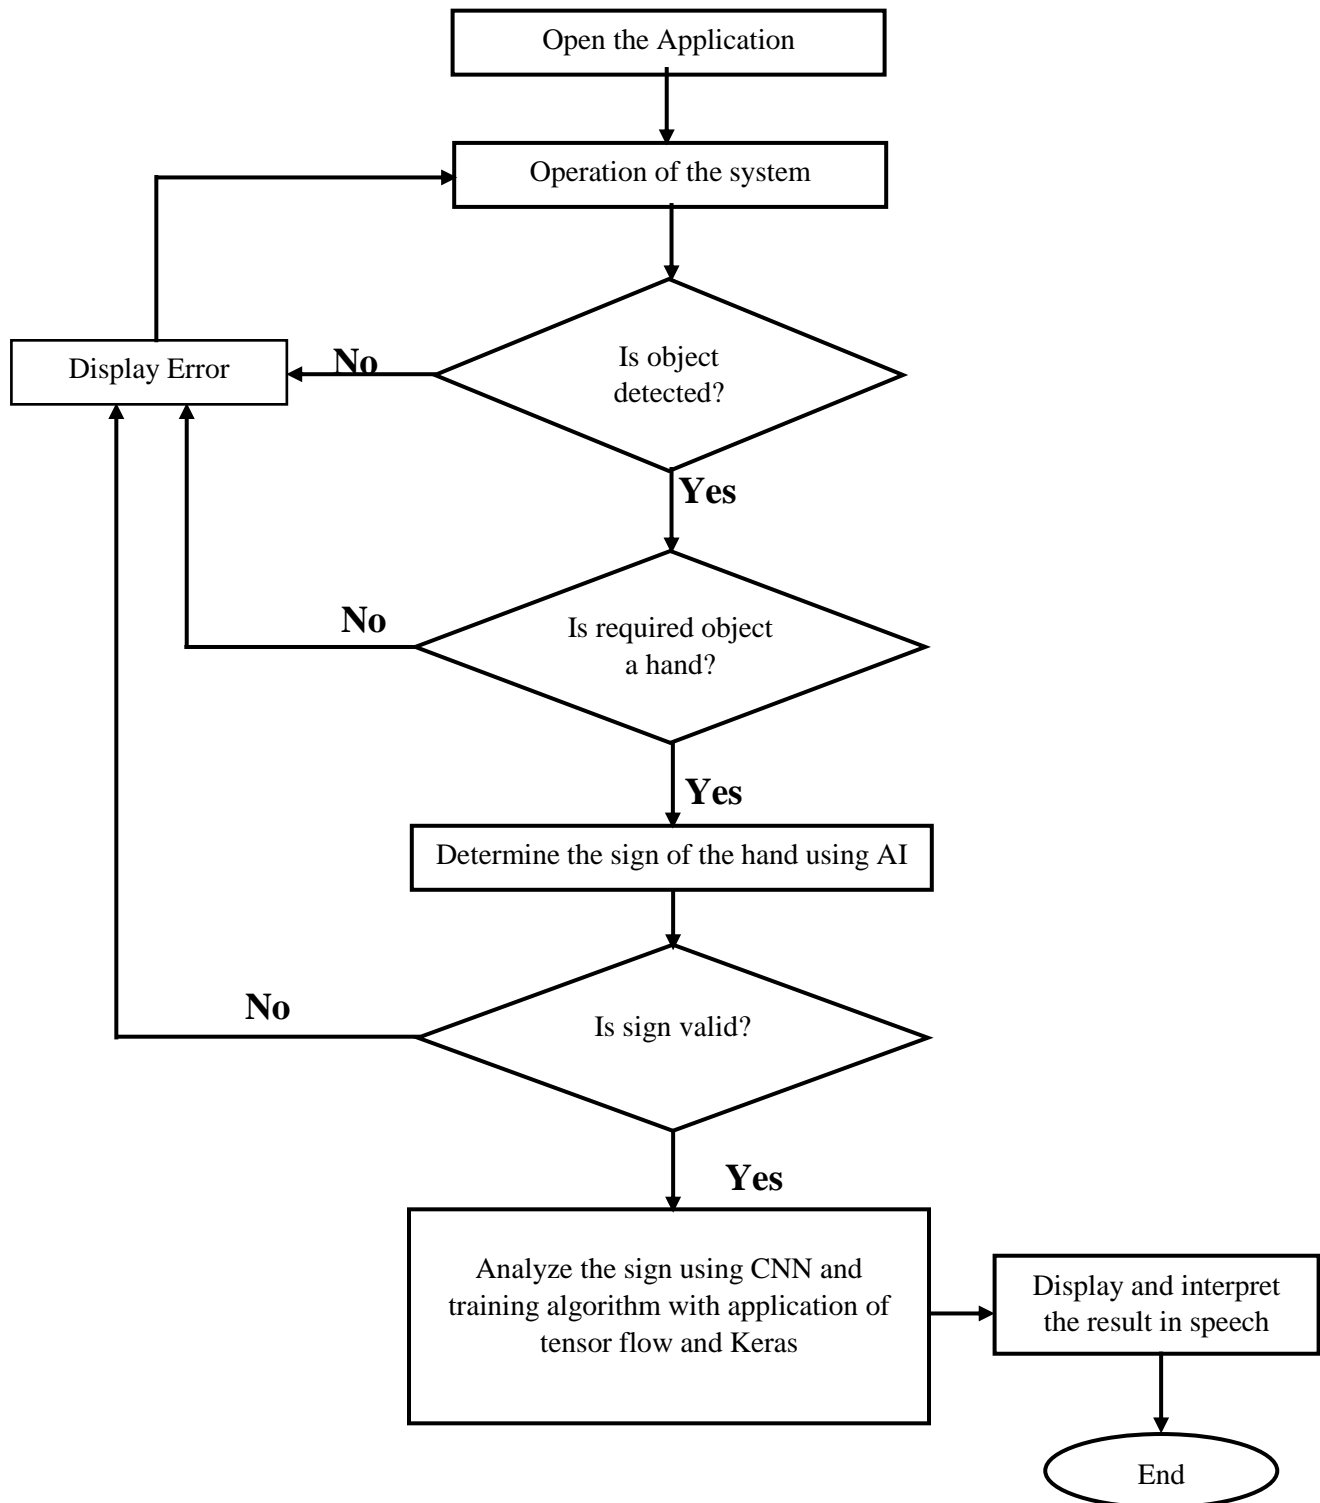 Open the Application
Operation of the system
Is object
detected?
No
Display Error
Yes
Is required object
a hand?
No
Yes
Determine the sign of the hand using AI
Is sign valid?
No
Yes
Analyze the sign using CNN and
training algorithm with application of
tensor flow and Keras
Display and interpret
the result in speech
End